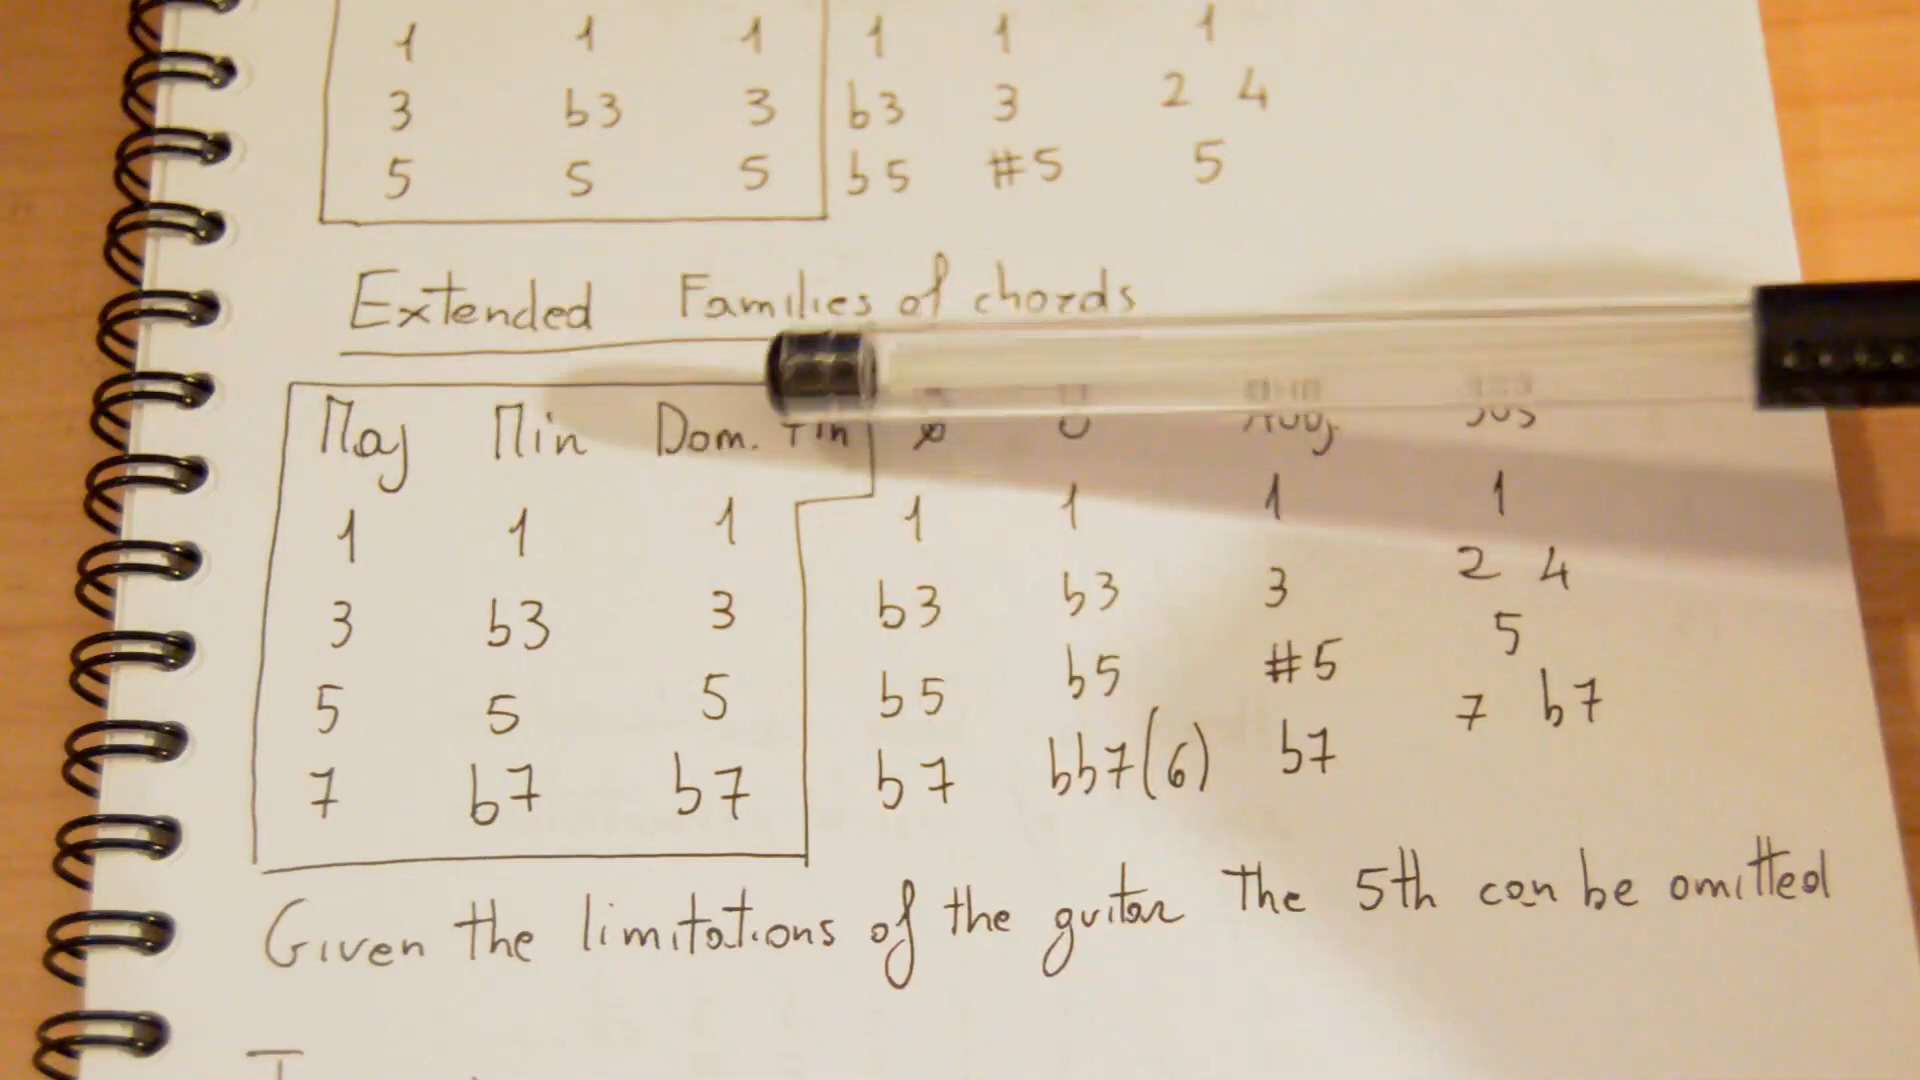 1 1 1 1 1 1
3 b3 3 b3 3 2 4
5 5 5 b5 #5 5
Extended Families of chords
Maj Min Dom. Aug. sus
1 1 1 1 1 1 1
3 b3 3 b3 b3 3 2 4
5 5 5 b5 b5 #5 5
7 b7 b7 b7 bb7(6) b7 7 b7
Given the limitations of the guitar The 5th can be omitted